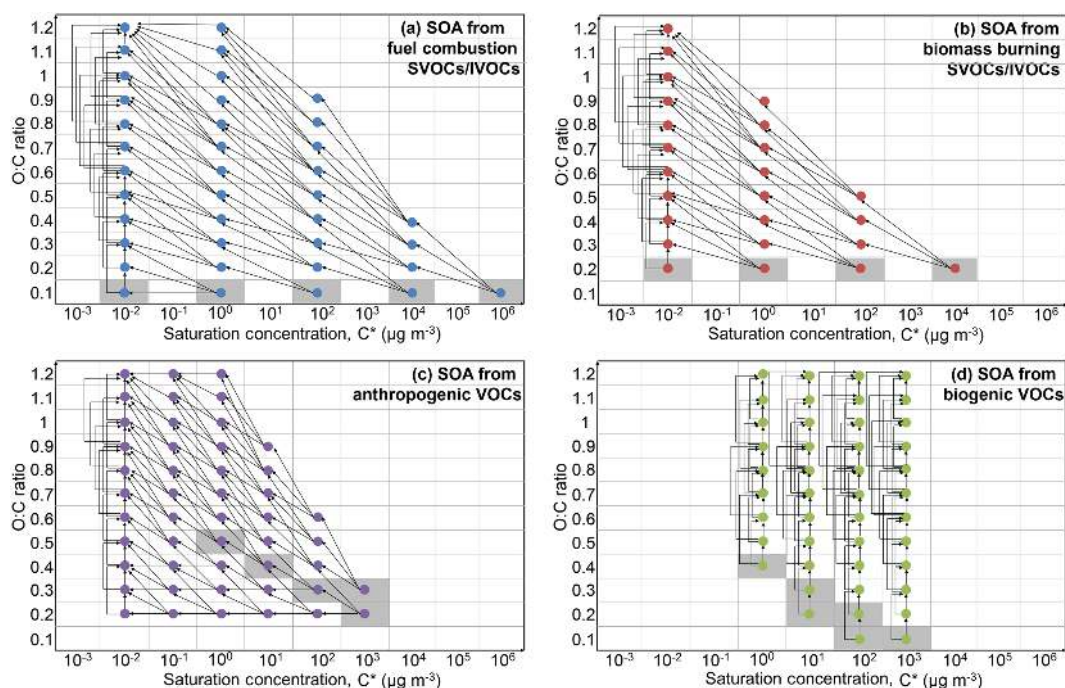 (a) SOA from
fuel combustion
SVOCs/IVOCs
O:C ratio
1.2
1.1
1
0.9
0.8
0.7
0.6
0.5
0.4
0.3
0.2
0.1
10⁻³ 10⁻² 10⁻¹ 10⁰ 10¹ 10² 10³ 10⁴ 10⁵ 10⁶
Saturation concentration, C* (µg m⁻³)
(b) SOA from
biomass burning
SVOCs/IVOCs
O:C ratio
1.2
1.1
1
0.9
0.8
0.7
0.6
0.5
0.4
0.3
0.2
0.1
10⁻³ 10⁻² 10⁻¹ 10⁰ 10¹ 10² 10³ 10⁴ 10⁵ 10⁶
Saturation concentration, C* (µg m⁻³)
(c) SOA from
anthropogenic VOCs
O:C ratio
1.2
1.1
1
0.9
0.8
0.7
0.6
0.5
0.4
0.3
0.2
0.1
10⁻³ 10⁻² 10⁻¹ 10⁰ 10¹ 10² 10³ 10⁴ 10⁵ 10⁶
Saturation concentration, C* (µg m⁻³)
(d) SOA from
biogenic VOCs
O:C ratio
1.2
1.1
1
0.9
0.8
0.7
0.6
0.5
0.4
0.3
0.2
0.1
10⁻³ 10⁻² 10⁻¹ 10⁰ 10¹ 10² 10³ 10⁴ 10⁵ 10⁶
Saturation concentration, C* (µg m⁻³)